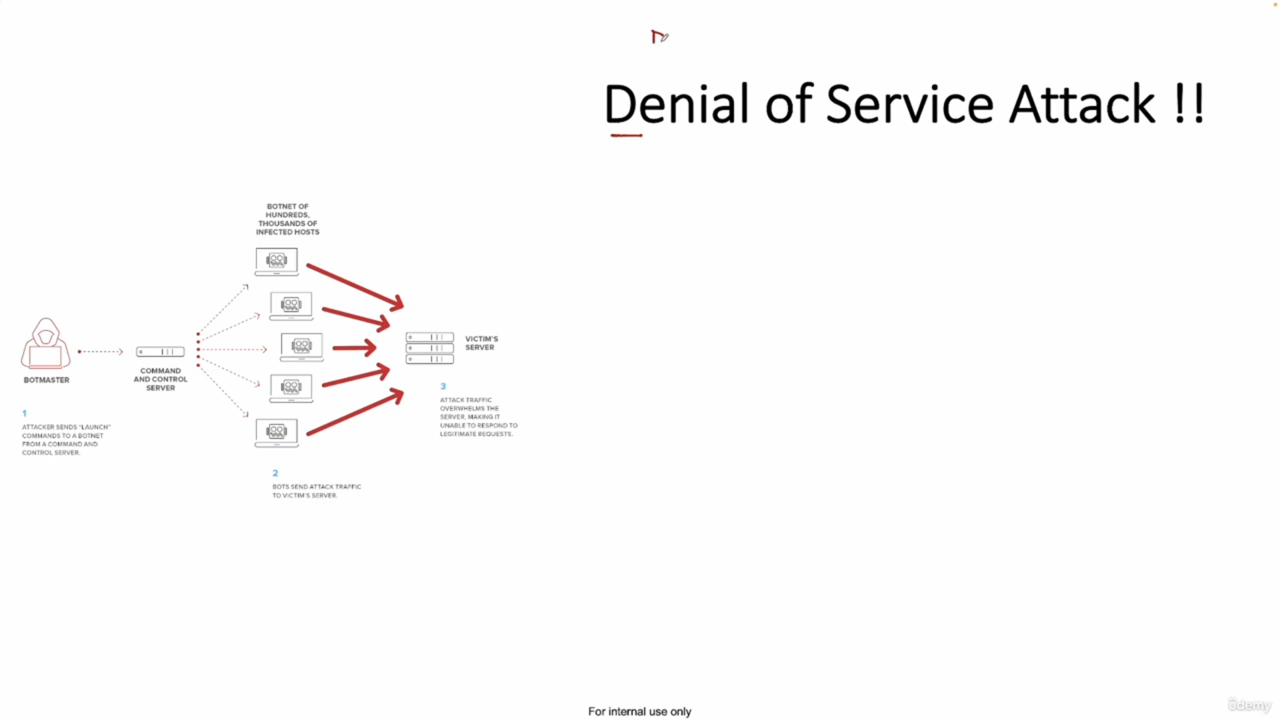 Denial of Service Attack !!
BOTNET OF
HUNDREDS,
THOUSANDS OF
INFECTED HOSTS
BOTMASTER
COMMAND
AND CONTROL
SERVER
VICTIM'S
SERVER
1
ATTACKER SENDS "LAUNCH"
COMMANDS TO A BOTNET
FROM A COMMAND AND
CONTROL SERVER.
2
BOTS SEND ATTACK TRAFFIC
TO VICTIM'S SERVER.
3
ATTACK TRAFFIC
OVERWHELMS THE
SERVER, MAKING IT
UNABLE TO RESPOND TO
LEGITIMATE REQUESTS.
For internal use only
ûdemy